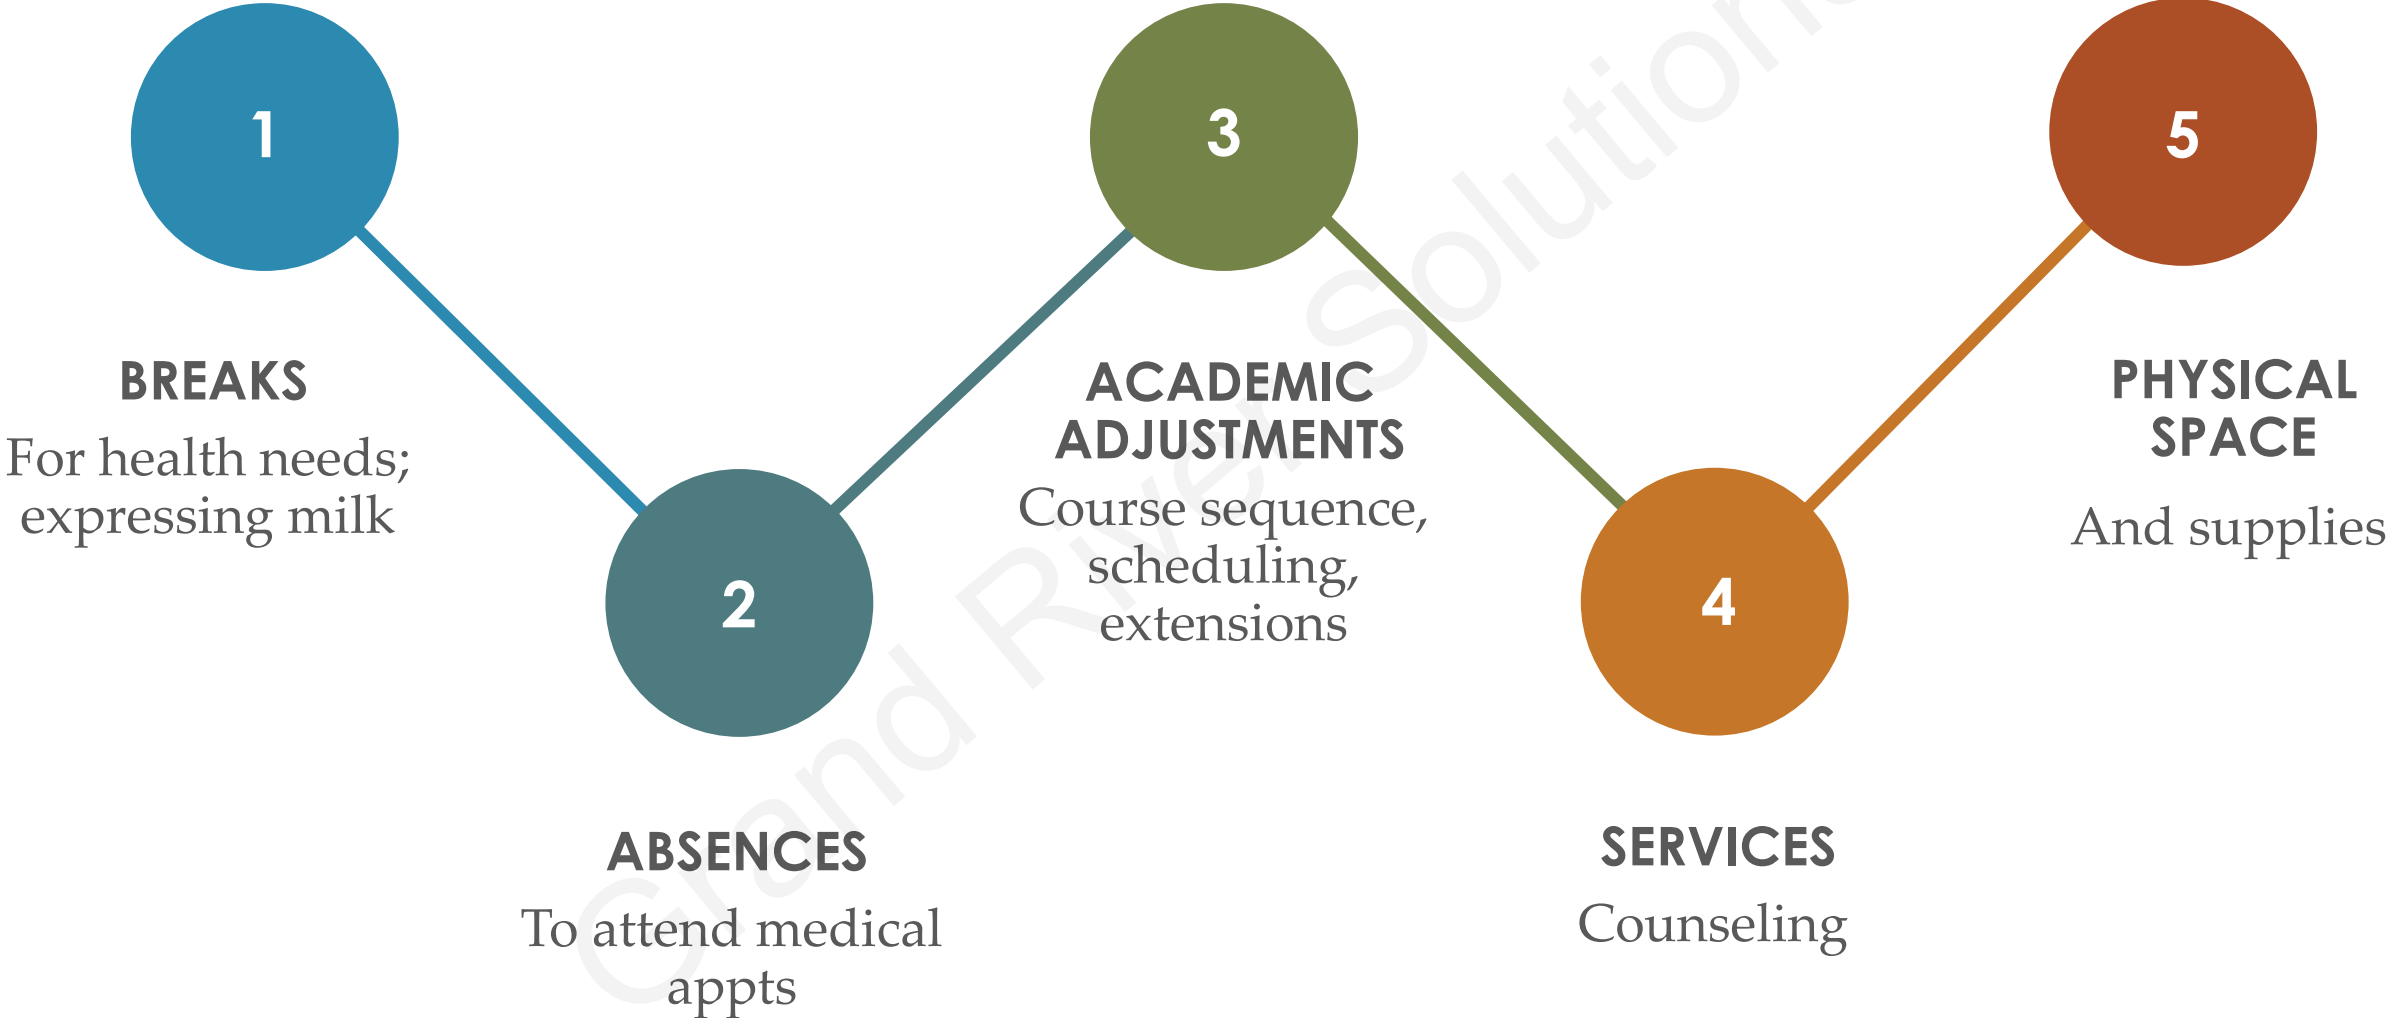 1
BREAKS
For health needs;
expressing milk
2
ABSENCES
To attend medical
appts
3
ACADEMIC
ADJUSTMENTS
Course sequence,
scheduling,
extensions
4
SERVICES
Counseling
5
PHYSICAL
SPACE
And supplies
Grand River Solution